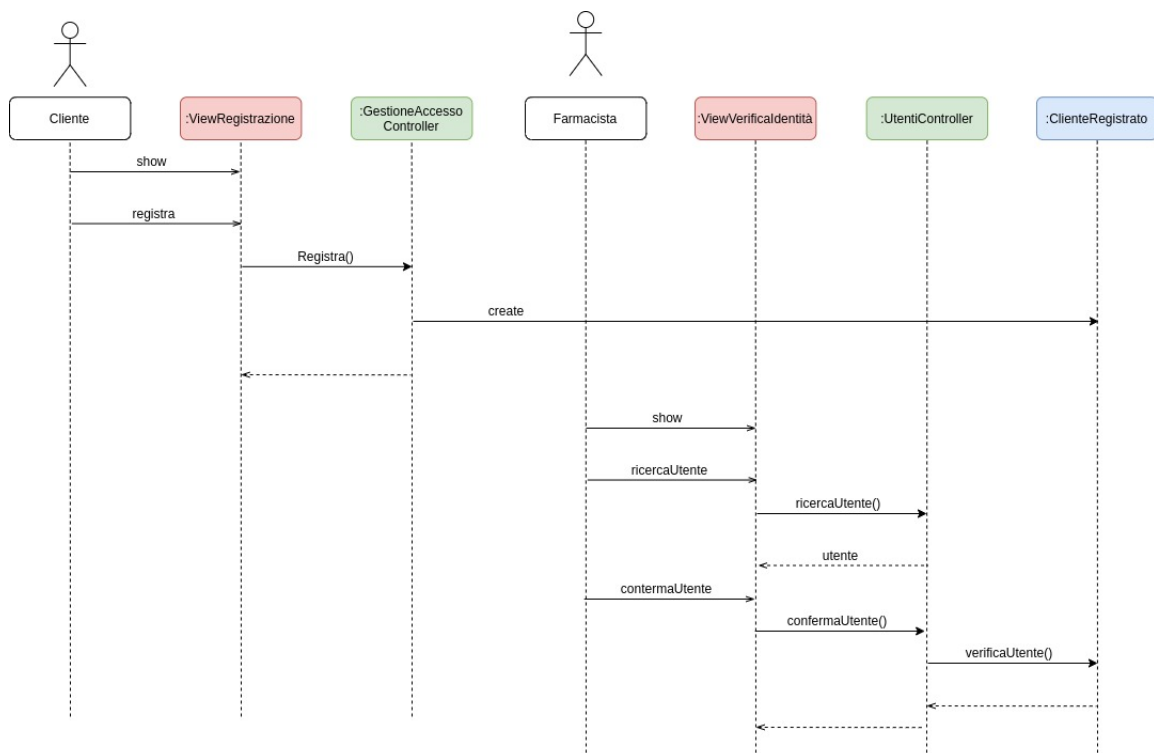 Cliente
:ViewRegistrazione
:GestioneAccesso
Controller
Farmacista
:ViewVerificaIdentità
:UtentiController
:ClienteRegistrato
show
registra
Registra()
create
show
ricercaUtente
ricercaUtente()
utente
contermaUtente
confermaUtente()
verificaUtente()